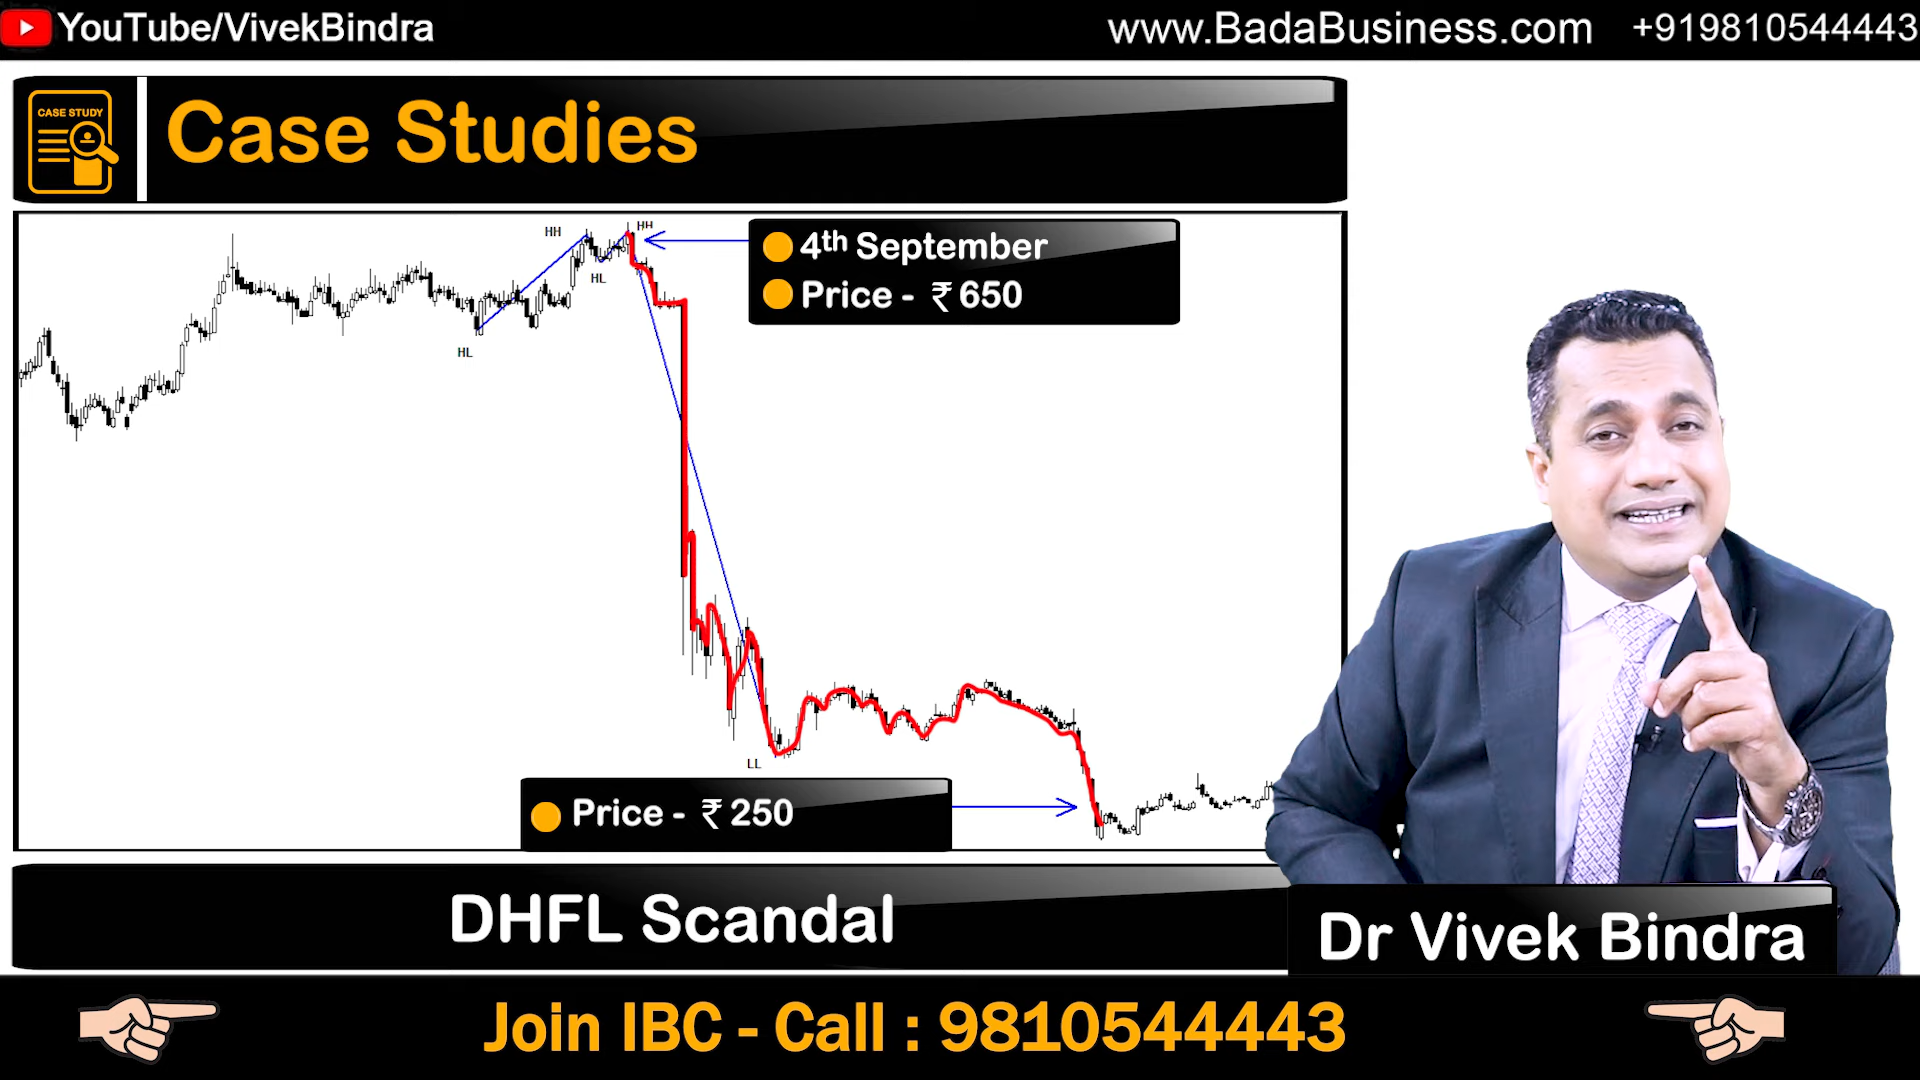 YouTube/VivekBindra
www.BadaBusiness.com +919810544443
CASE STUDY
Case Studies
HH
HH
HL
HL
4th September
Price - ₹ 650
LL
Price - ₹ 250
DHFL Scandal
Dr Vivek Bindra
Join IBC - Call : 9810544443